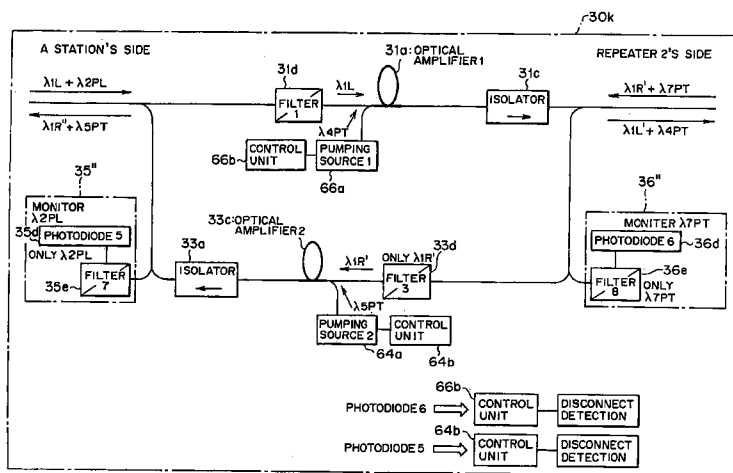 30k
A STATION'S SIDE
31a: OPTICAL AMPLIFIER1
REPEATER 2'S SIDE
31d
31c
λ1L + λ2PL
λ1L
λ1R' + λ7PT
FILTER 1
ISOLATOR
λ1R" + λ5PT
λ4PT
λ1L' + λ4PT
CONTROL UNIT
PUMPING SOURCE 1
66b
66a
35"
36"
MONITOR λ2PL
35d
PHOTODIODE 5
ONLY λ2PL
FILTER 7
35e
33c: OPTICAL AMPLIFIER2
33a
ISOLATOR
λ1R'
ONLY λ1R'
33d
FILTER 3
λ5PT
MONITER λ7PT
PHOTODIODE 6
36d
36e
FILTER 8
ONLY λ7PT
PUMPING SOURCE 2
CONTROL UNIT
64a
64b
66b
PHOTODIODE 6
CONTROL UNIT
DISCONNECT DETECTION
64b
PHOTODIODE 5
CONTROL UNIT
DISCONNECT DETECTION